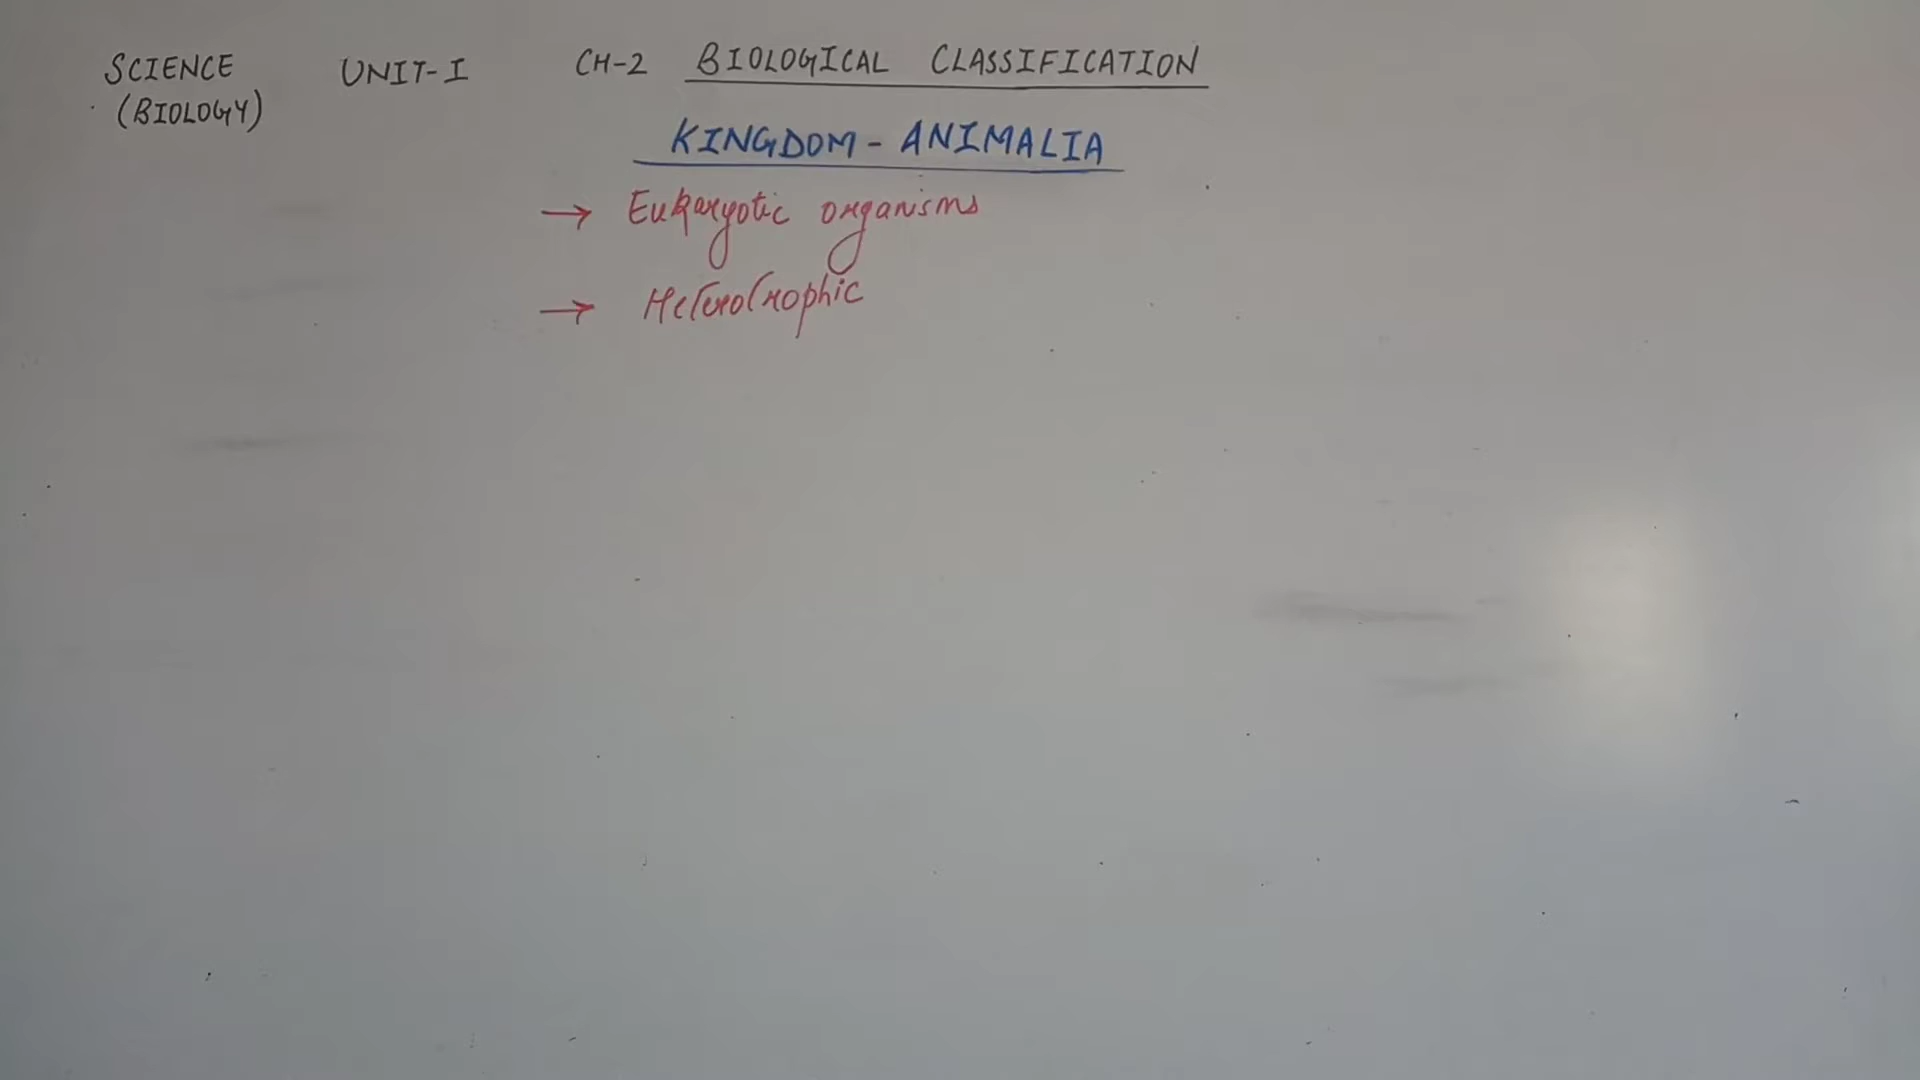 SCIENCE UNIT-I CH-2 BIOLOGICAL CLASSIFICATION
(BIOLOGY)
KINGDOM - ANIMALIA
→ Eukaryotic organisms
→ Heterotrophic